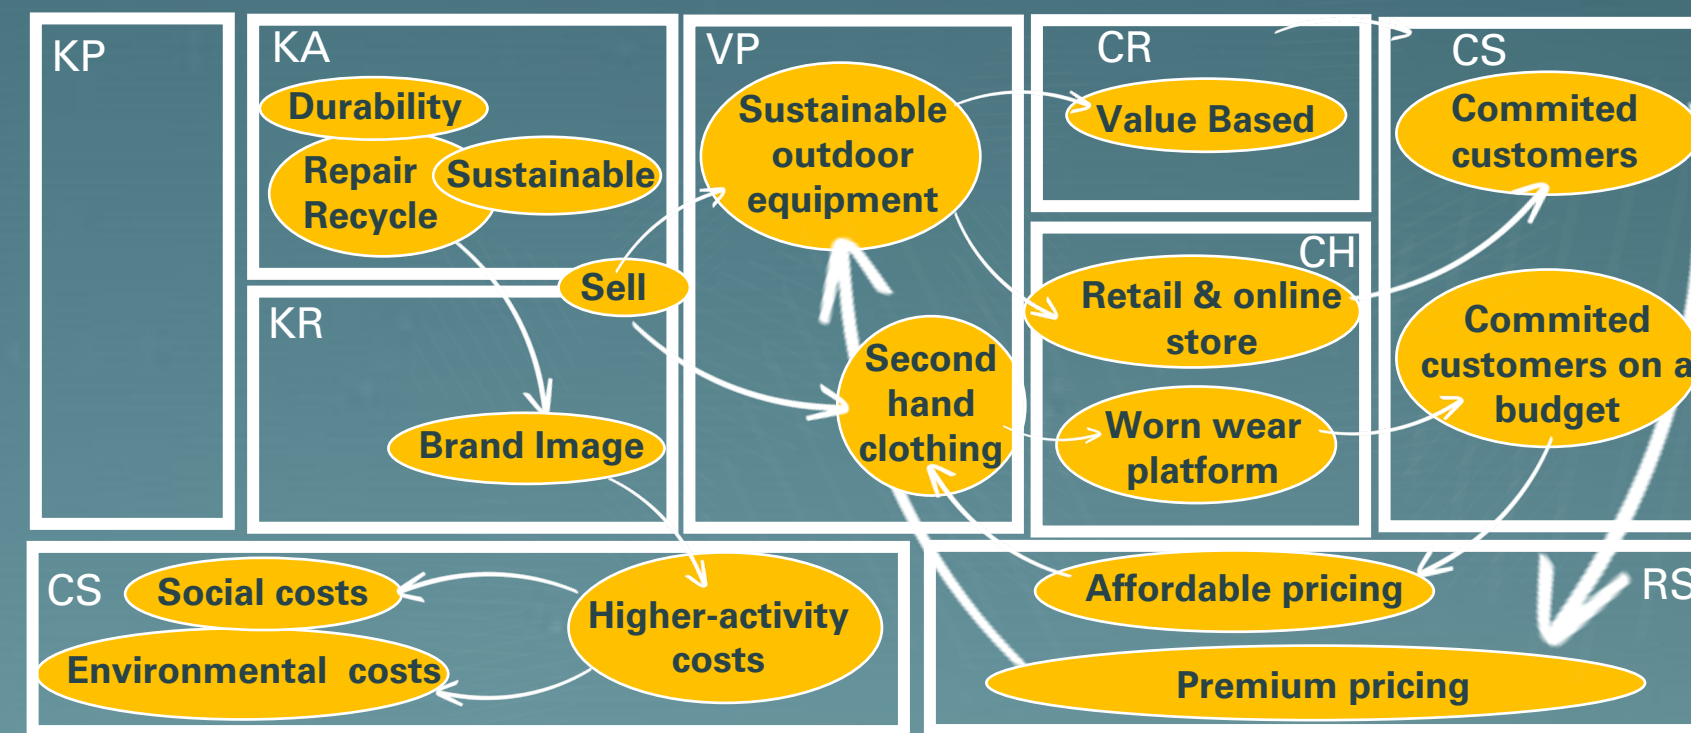 KP
KA
Durability
Repair
Recycle
Sustainable
Sell
KR
Brand Image
VP
Sustainable
outdoor
equipment
Second
hand
clothing
CR
Value Based
CH
Retail & online
store
Worn wear
platform
CS
Commited
customers
Commited
customers on a
budget
CS
Social costs
Environmental costs
Higher-activity
costs
RS
Affordable pricing
Premium pricing